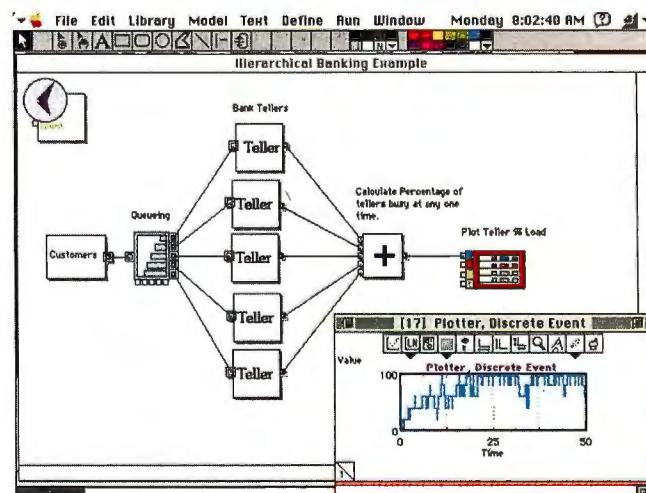 File Edit Library Model Text Define Run Window Monday 8:02:40 AM
Hierarchical Banking Example
Bank Tellers
Teller
Teller
Calculate Percentage of
tellers busy at any one
time.
Queueing
Plot Teller % Load
Customers
Teller
Teller
Teller
[17] Plotter, Discrete Event
Value
Plotter, Discrete Event
100
0
0 25 50
Time